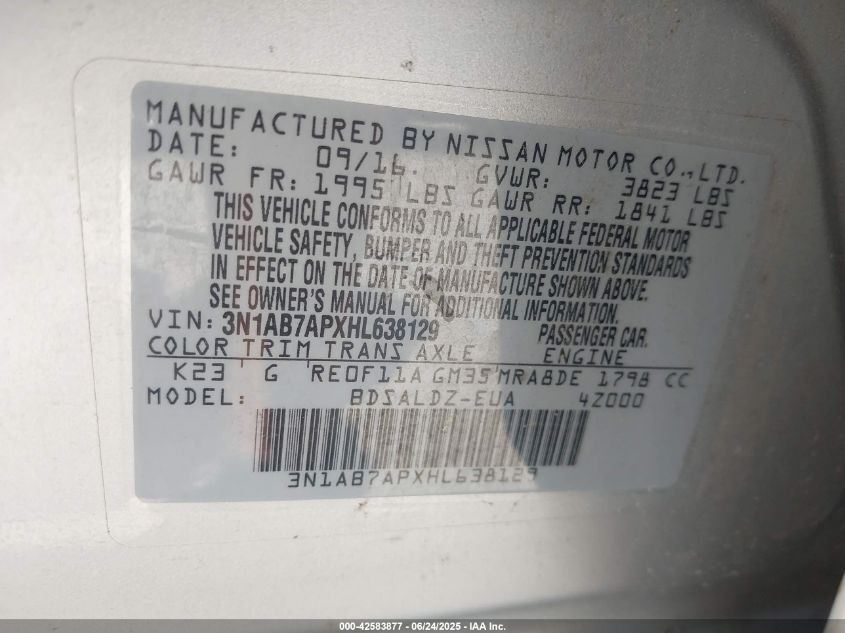 MANUFACTURED BY NISSAN MOTOR CO.,LTD.
DATE: 09/16. GVWR: 3823 LBS
GAWR FR: 1995 LBS GAWR RR: 1841 LBS
THIS VEHICLE CONFORMS TO ALL APPLICABLE FEDERAL MOTOR
VEHICLE SAFETY, BUMPER AND THEFT PREVENTION STANDARDS
IN EFFECT ON THE DATE OF MANUFACTURE SHOWN ABOVE.
SEE OWNER'S MANUAL FOR ADDITIONAL INFORMATION.
VIN: 3N1AB7APXHL638129 PASSENGER CAR.
COLOR TRIM TRANS AXLE ENGINE
K23 G RE0F11A GM35 MRA8DE 1798 CC
MODEL: BDSALDZ-EUA 4Z000
3N1AB7APXHL638129
000-42583877 - 06/24/2025 - IAA Inc.